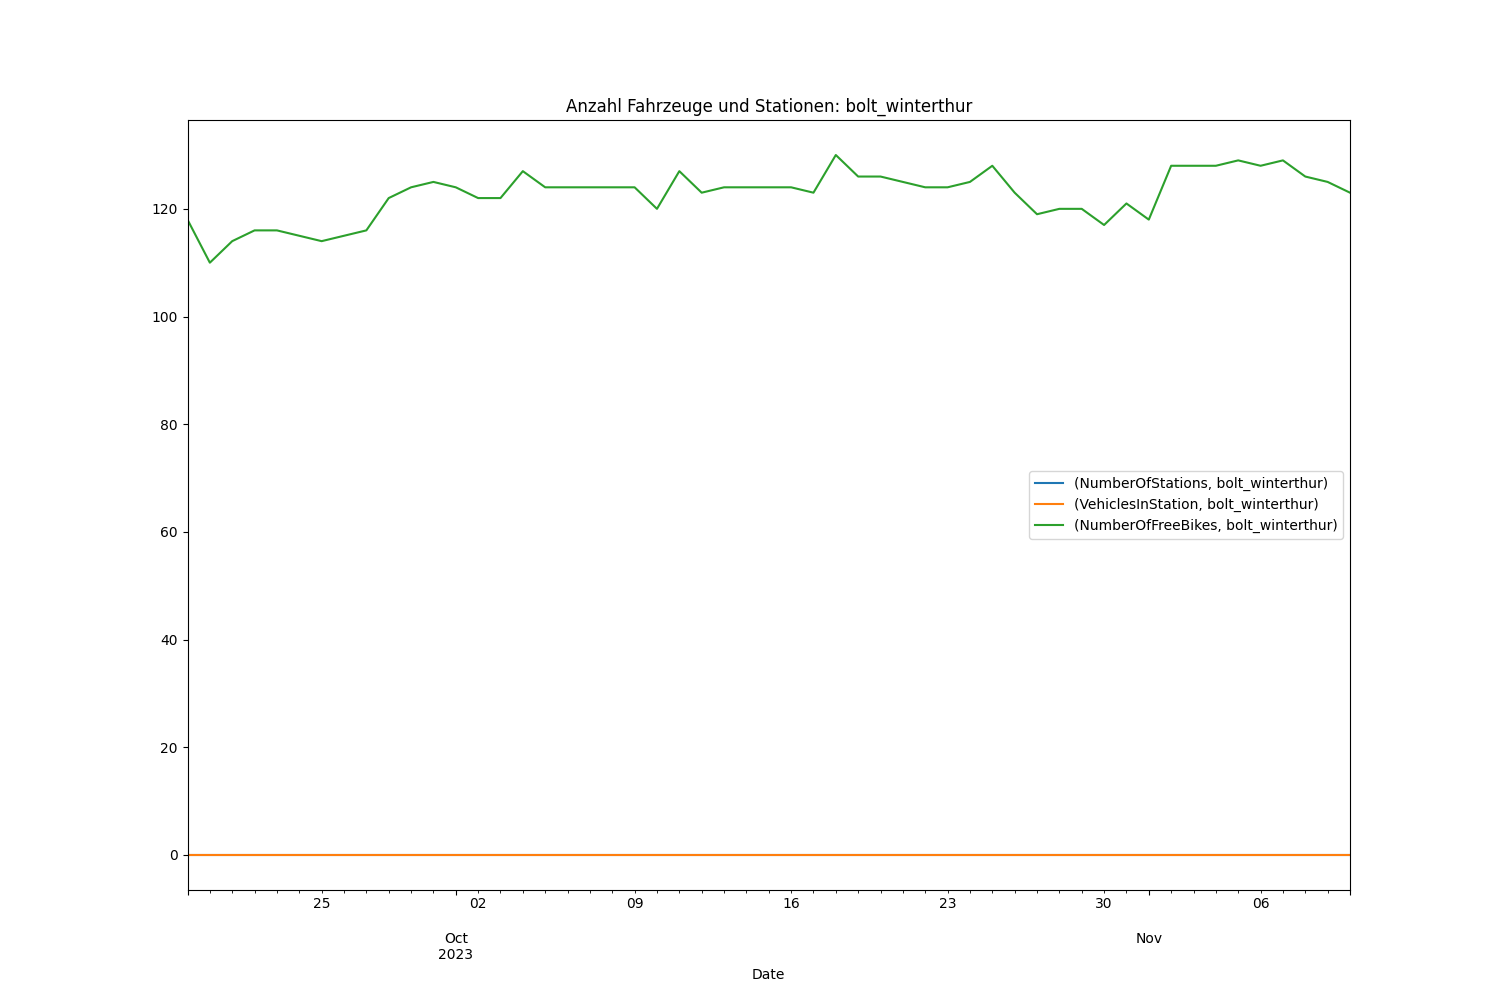 Anzahl Fahrzeuge und Stationen: bolt_winterthur
120
100
80
60
40
20
0
(NumberOfStations, bolt_winterthur)
(VehiclesInStation, bolt_winterthur)
(NumberOfFreeBikes, bolt_winterthur)
25 02 09 16 23 30 06
Oct Nov
2023
Date